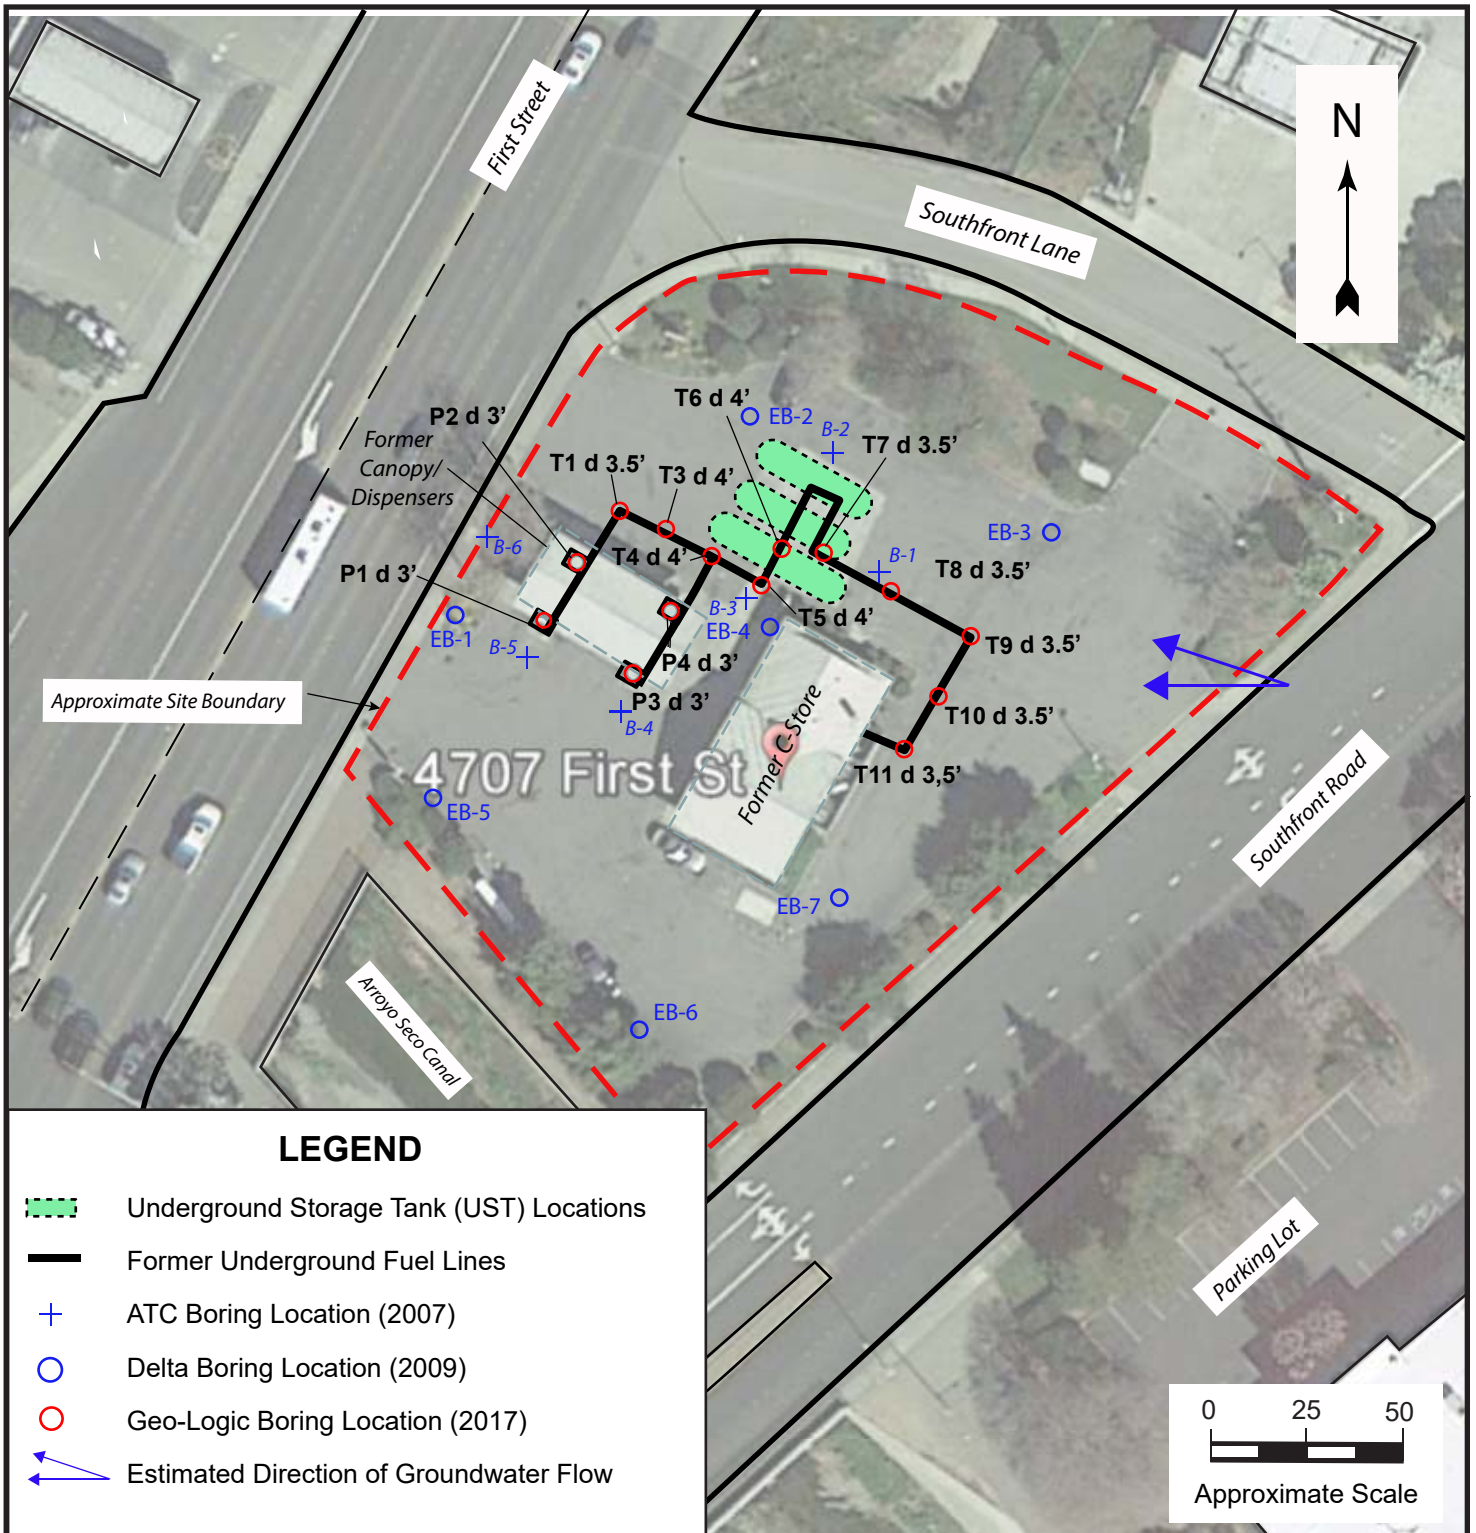 First Street
N
Southfront Lane
T6 d 4’
P2 d 3’
EB-2
B-2
Former
Canopy/
Dispensers
T7 d 3.5’
T1 d 3.5’
T3 d 4’
EB-3
B-6
T4 d 4’
B-1
T8 d 3.5’
P1 d 3’
B-3
EB-1
EB-4
T5 d 4’
B-5
T9 d 3.5’
P4 d 3’
Approximate Site Boundary
P3 d 3’
B-4
T10 d 3.5’
Former C-Store
4707 First St
T11 d 3,5’
EB-5
Southfront Road
EB-7
EB-6
Arroyo Seco Canal
Parking Lot
LEGEND
Underground Storage Tank (UST) Locations
Former Underground Fuel Lines
ATC Boring Location (2007)
Delta Boring Location (2009)
Geo-Logic Boring Location (2017)
Estimated Direction of Groundwater Flow
0 25 50
Approximate Scale